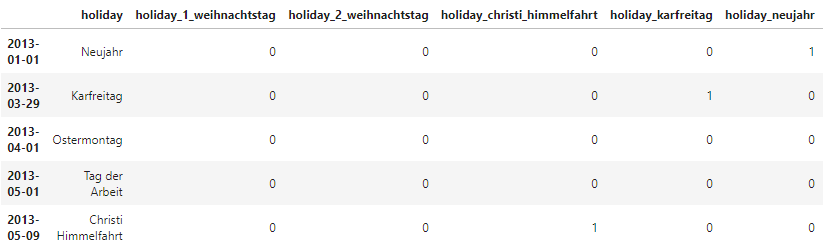 holiday holiday_1_weihnachtstag holiday_2_weihnachtstag holiday_christi_himmelfahrt holiday_karfreitag holiday_neujahr
2013-
01-01 Neujahr 0 0 0 0 1
2013-
03-29 Karfreitag 0 0 0 1 0
2013-
04-01 Ostermontag 0 0 0 0 0
2013- Tag der
05-01 Arbeit 0 0 0 0 0
2013- Christi
05-09 Himmelfahrt 0 0 1 0 0